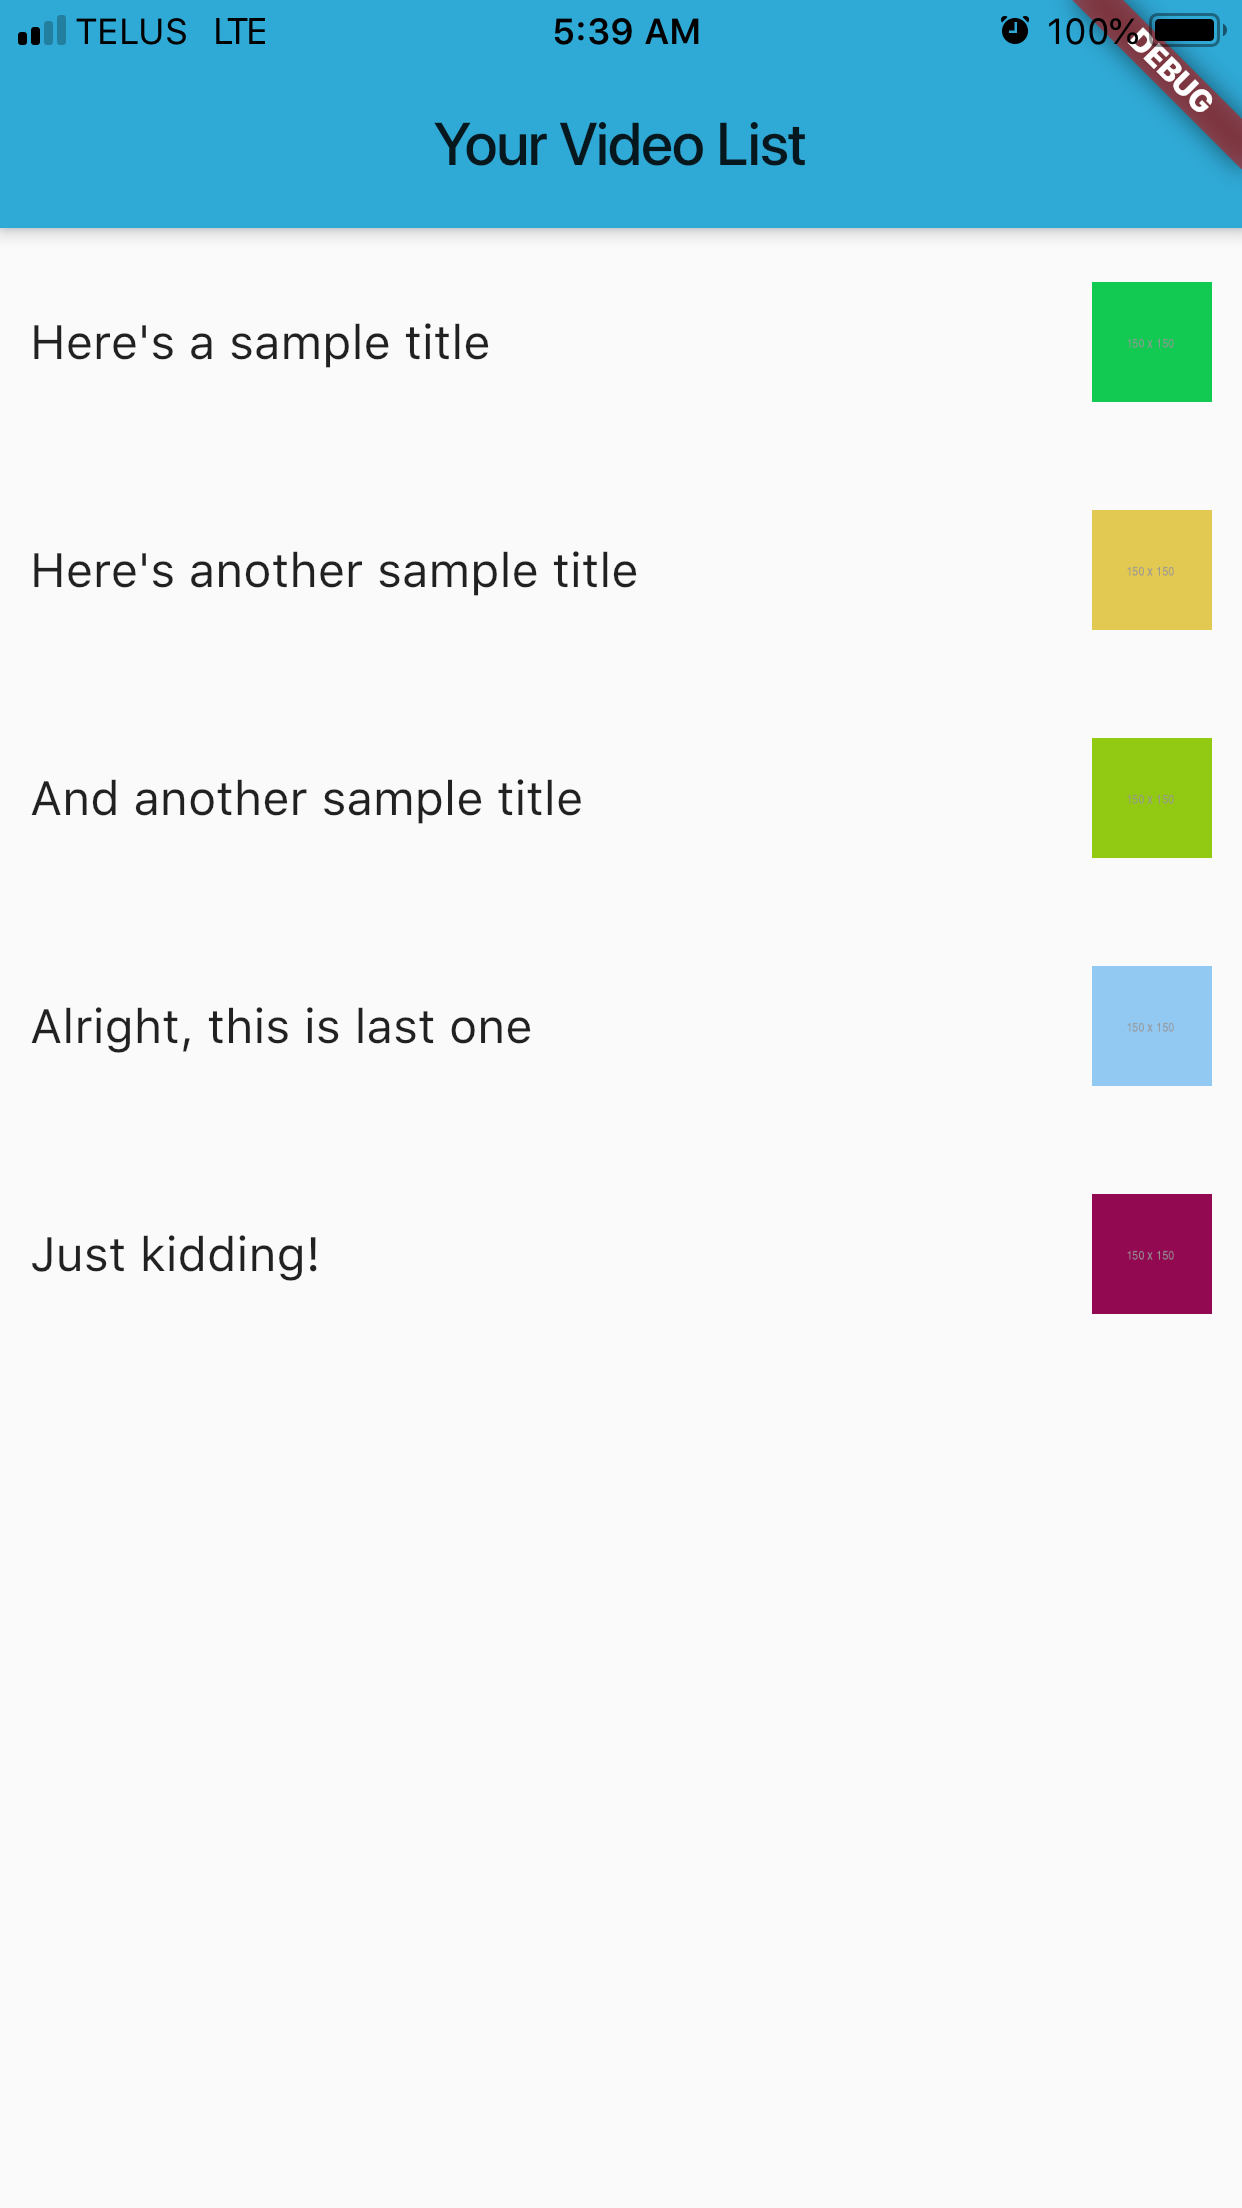 TELUS LTE 5:39 AM 100%
DEBUG
Your Video List
Here's a sample title
150 x 150
Here's another sample title
150 x 150
And another sample title
150 x 150
Alright, this is last one
150 x 150
Just kidding!
150 x 150